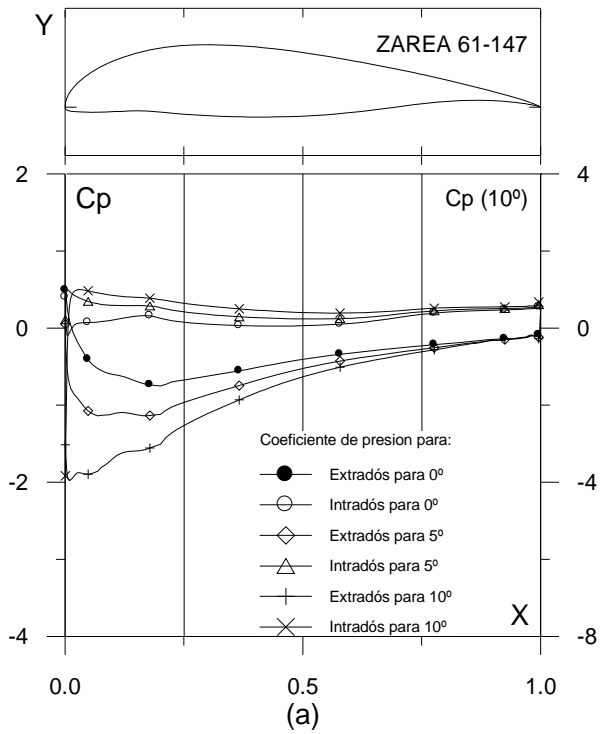 Y
ZAREA 61-147
2
4
Cp
Cp (10º)
0
0
Coeficiente de presion para:
Extradós para 0º
Intradós para 0º
-2
-4
Extradós para 5º
Intradós para 5º
Extradós para 10º
Intradós para 10º
X
-4
-8
0.0
0.5
1.0
(a)